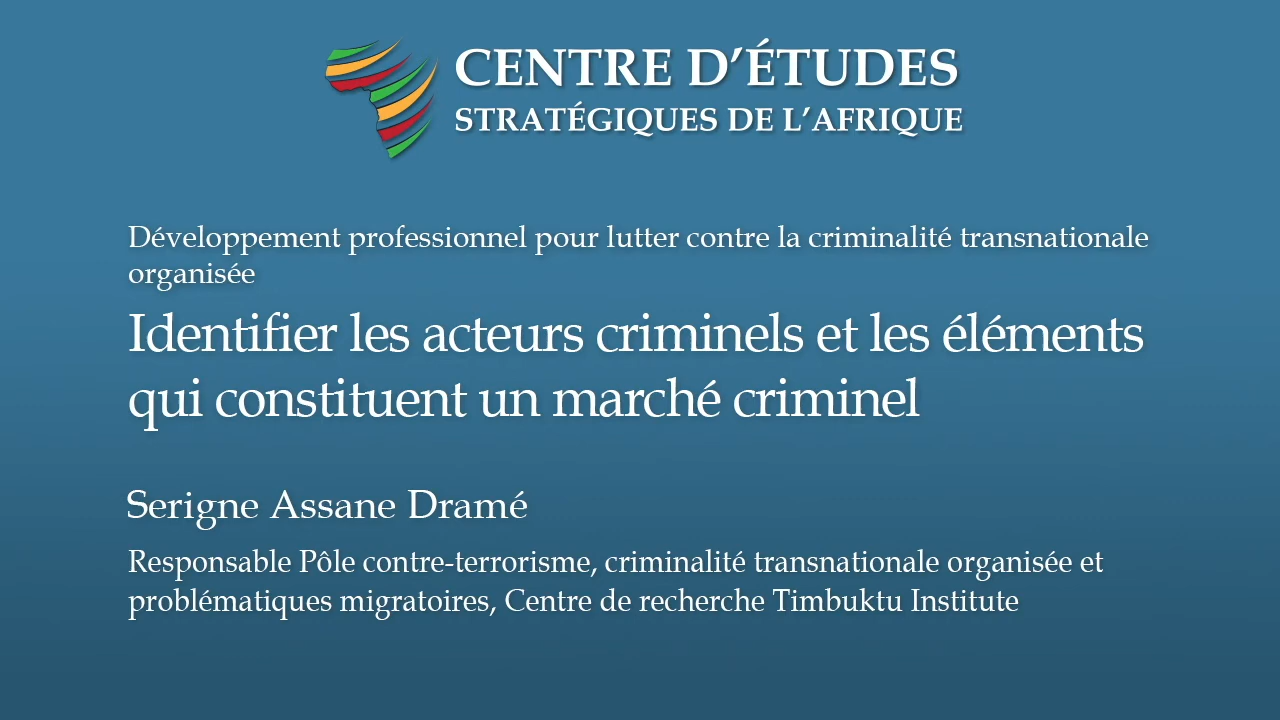 CENTRE D’ÉTUDES
STRATÉGIQUES DE L’AFRIQUE
Développement professionnel pour lutter contre la criminalité transnationale
organisée
Identifier les acteurs criminels et les éléments
qui constituent un marché criminel
Serigne Assane Dramé
Responsable Pôle contre-terrorisme, criminalité transnationale organisée et
problématiques migratoires, Centre de recherche Timbuktu Institute